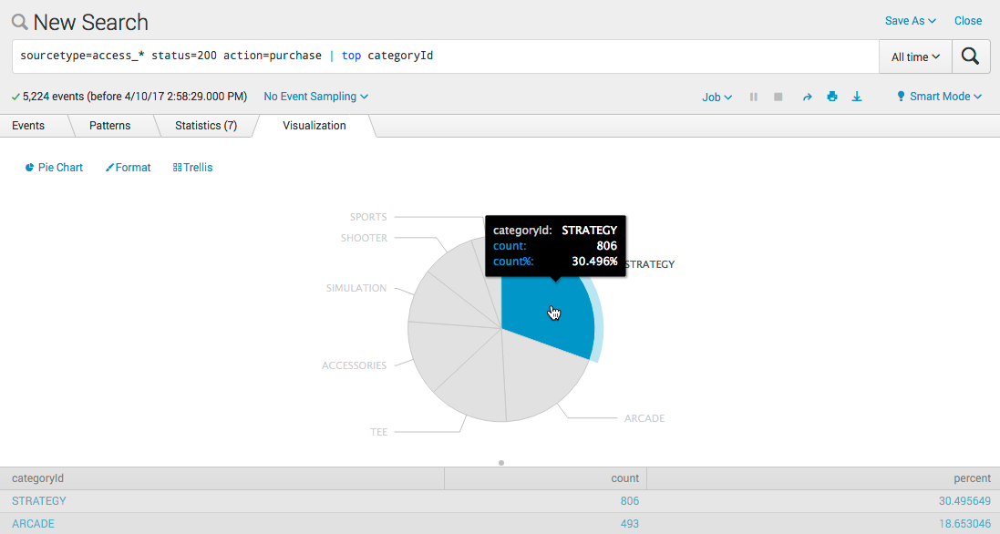 New Search
Save As Close
sourcetype=access_* status=200 action=purchase | top categoryId
All time
5,224 events (before 4/10/17 2:58:29.000 PM) No Event Sampling
Job Smart Mode
Events Patterns Statistics (7) Visualization
Pie Chart Format Trellis
SPORTS
SHOOTER
SIMULATION
ACCESSORIES
TEE
categoryId: STRATEGY
count: 806
count%: 30.496%
STRATEGY
ARCADE
categoryId count percent
STRATEGY 806 30.495649
ARCADE 493 18.653046